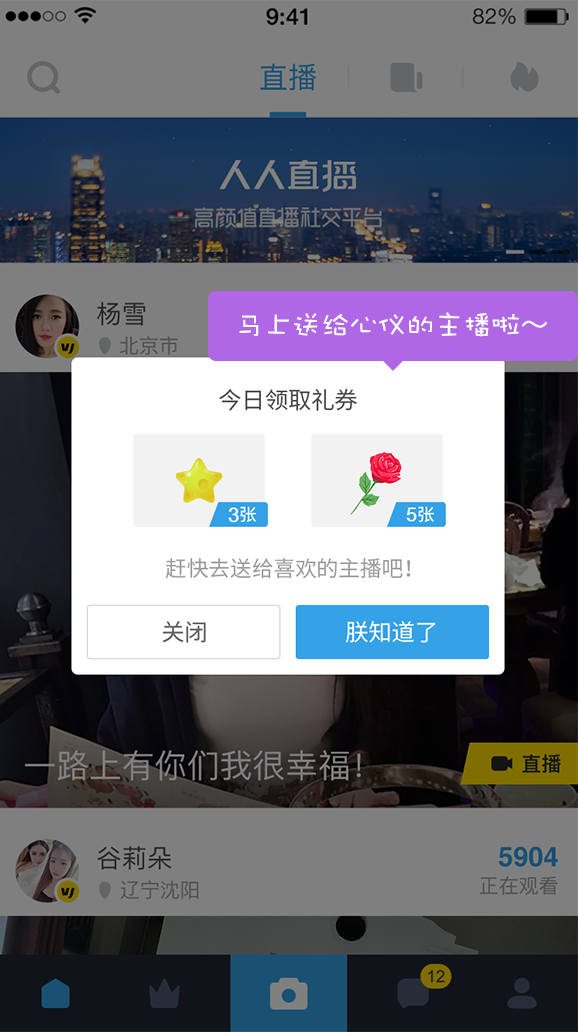 9:41
82%
直播
人人直播
高颜值直播社交平台
杨雪
北京市
马上送给心仪的主播啦～
今日领取礼券
3张
5张
赶快去送给喜欢的主播吧！
关闭
朕知道了
一路上有你们我很幸福！
直播
谷莉朵
5904
辽宁沈阳
正在观看
12